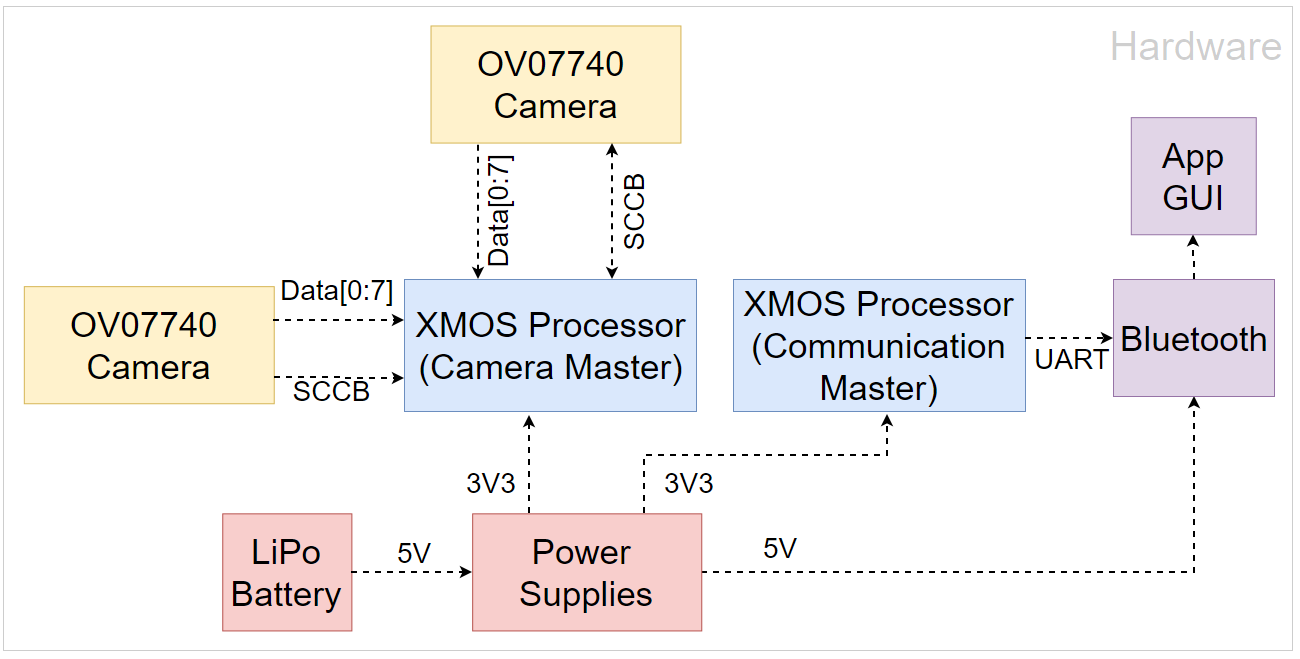 Hardware
OV07740
Camera
Data[0:7]
SCCB
App
GUI
OV07740
Camera
Data[0:7]
SCCB
XMOS Processor
(Camera Master)
XMOS Processor
(Communication
Master)
UART
Bluetooth
3V3
3V3
LiPo
Battery
5V
Power
Supplies
5V